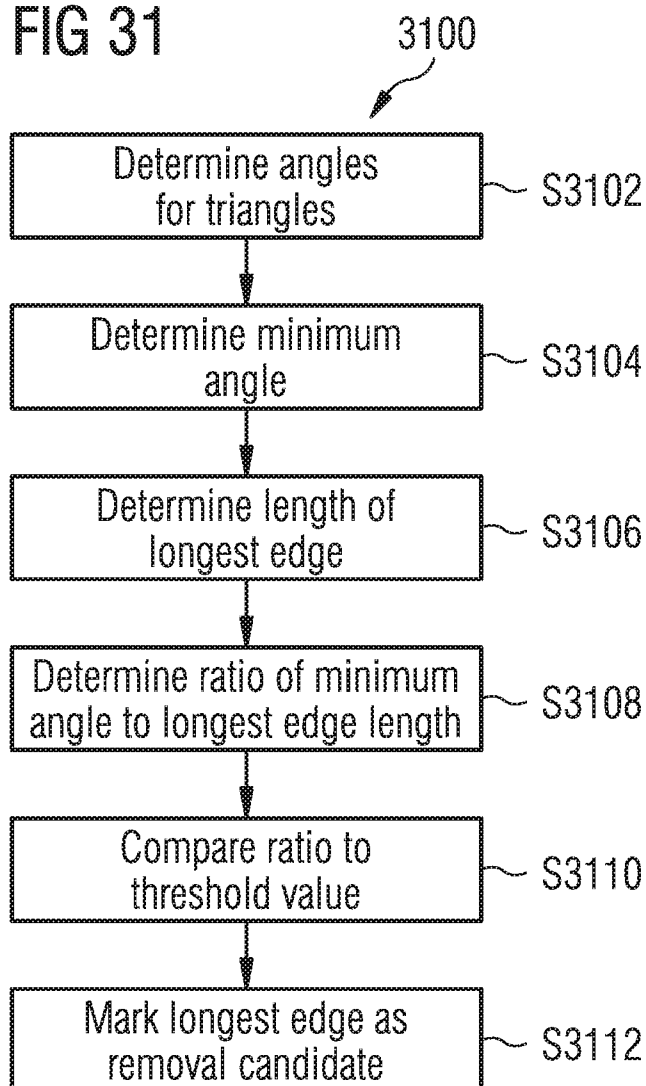 FIG 31
3100
Determine angles
for triangles
S3102
Determine minimum
angle
S3104
Determine length of
longest edge
S3106
Determine ratio of minimum
angle to longest edge length
S3108
Compare ratio to
threshold value
S3110
Mark longest edge as
removal candidate
S3112